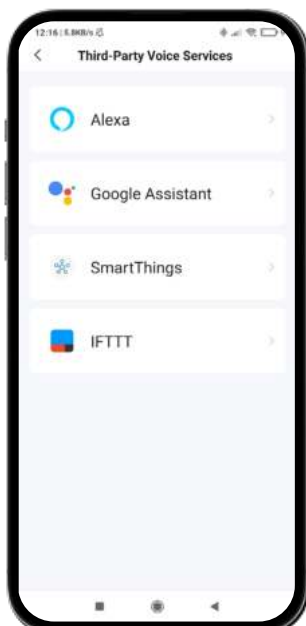 12:16 | 5.8KB/s
Third-Party Voice Services
Alexa
Google Assistant
SmartThings
IFTTT